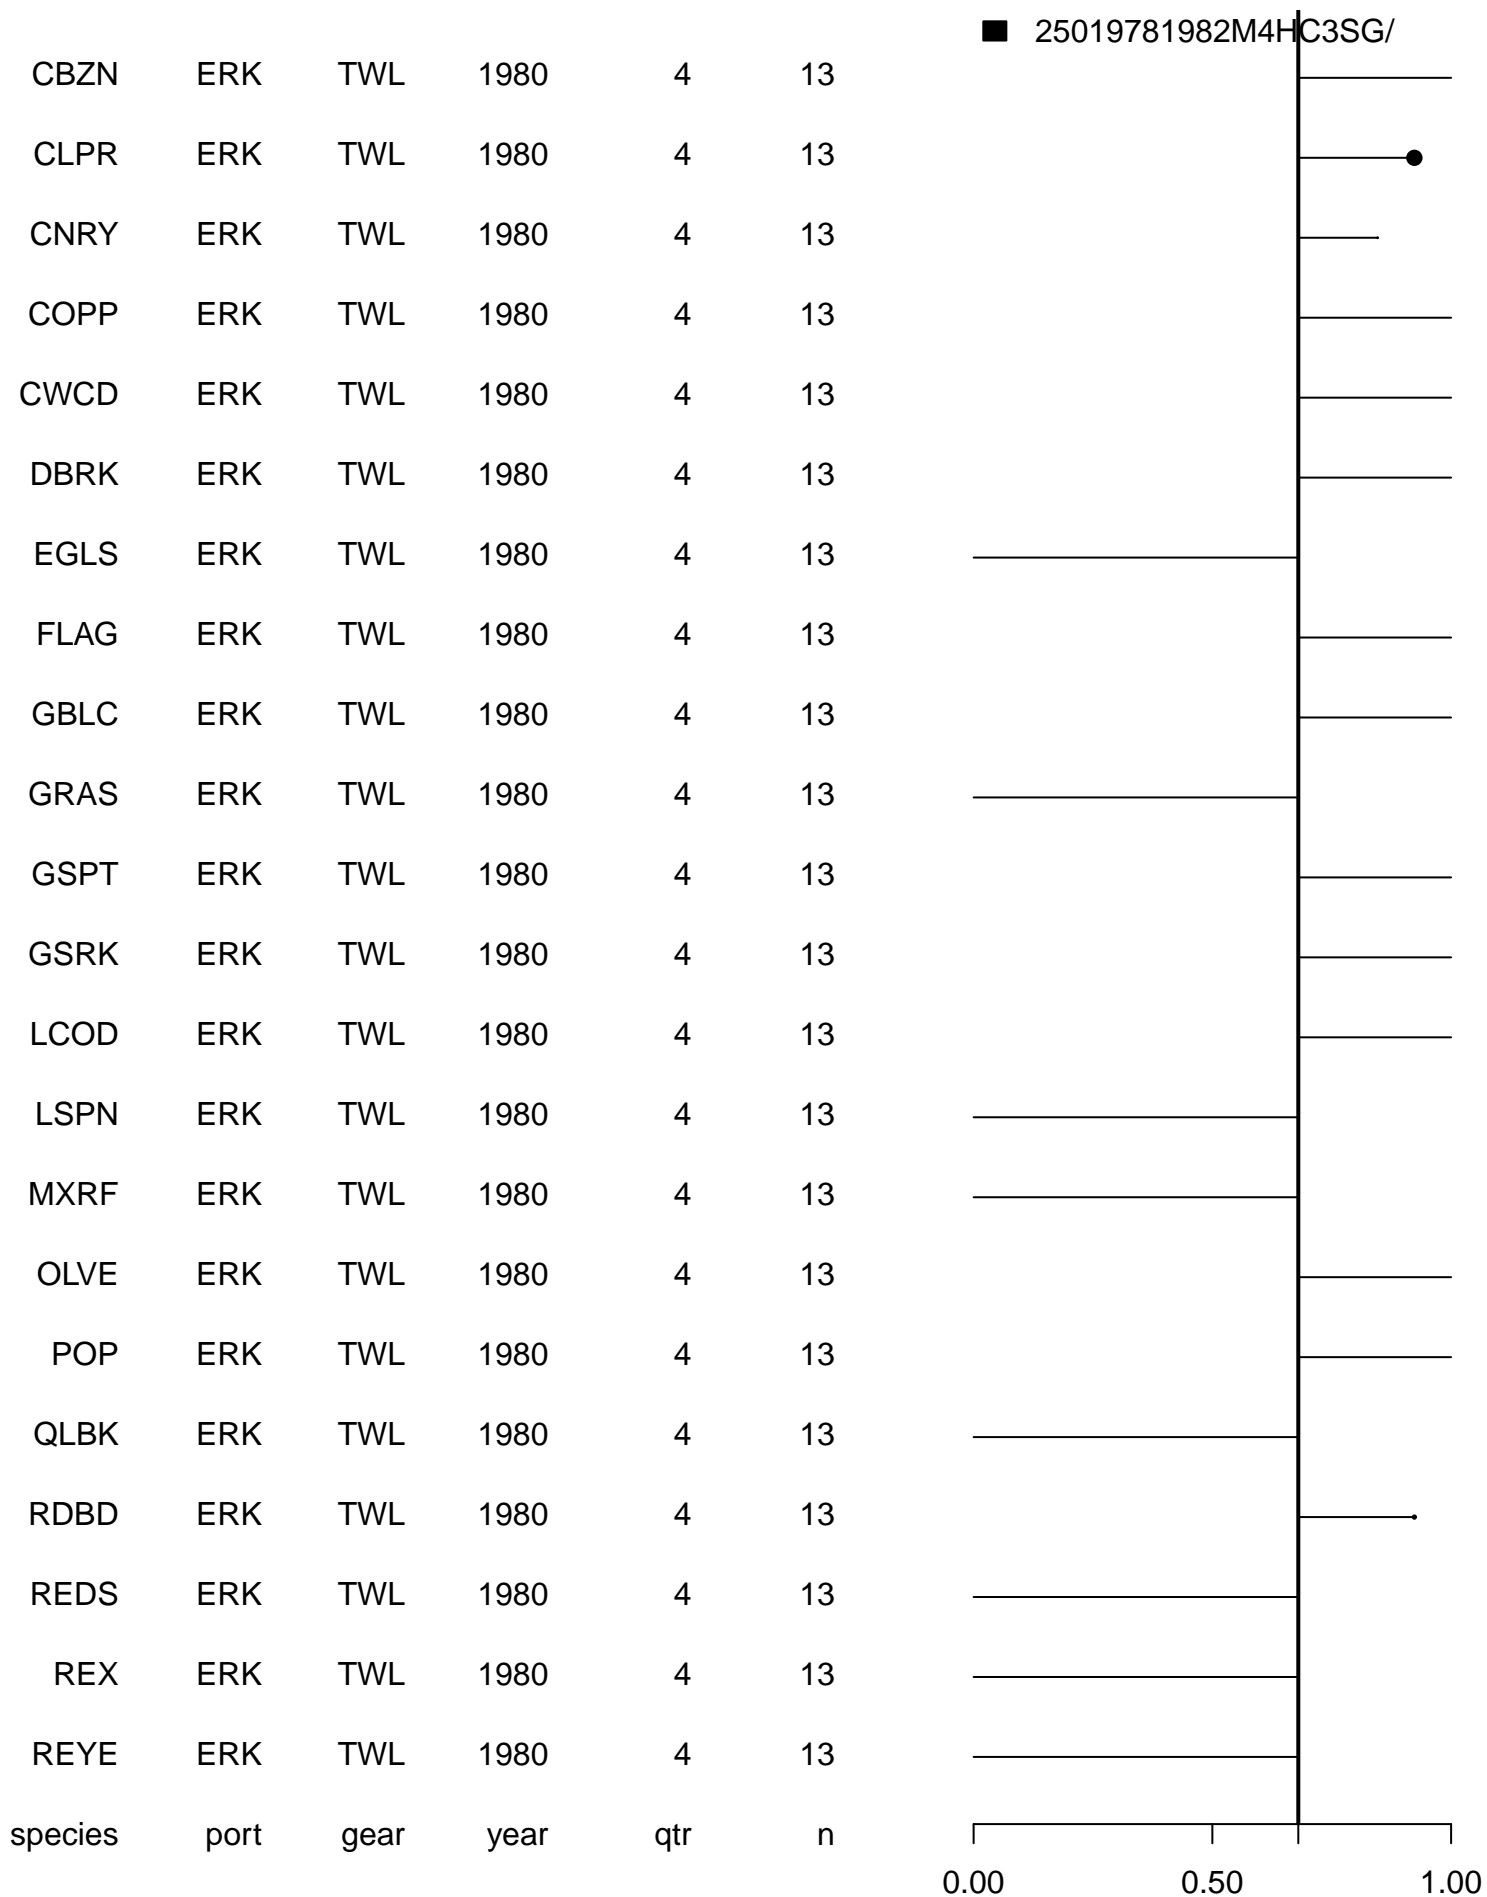 25019781982M4HC3SG/
CBZN ERK TWL 1980 4 13
CLPR ERK TWL 1980 4 13
CNRY ERK TWL 1980 4 13
COPP ERK TWL 1980 4 13
CWCD ERK TWL 1980 4 13
DBRK ERK TWL 1980 4 13
EGLS ERK TWL 1980 4 13
FLAG ERK TWL 1980 4 13
GBLC ERK TWL 1980 4 13
GRAS ERK TWL 1980 4 13
GSPT ERK TWL 1980 4 13
GSRK ERK TWL 1980 4 13
LCOD ERK TWL 1980 4 13
LSPN ERK TWL 1980 4 13
MXRF ERK TWL 1980 4 13
OLVE ERK TWL 1980 4 13
POP ERK TWL 1980 4 13
QLBK ERK TWL 1980 4 13
RDBD ERK TWL 1980 4 13
REDS ERK TWL 1980 4 13
REX ERK TWL 1980 4 13
REYE ERK TWL 1980 4 13
species port gear year qtr n
0.00 0.50 1.00